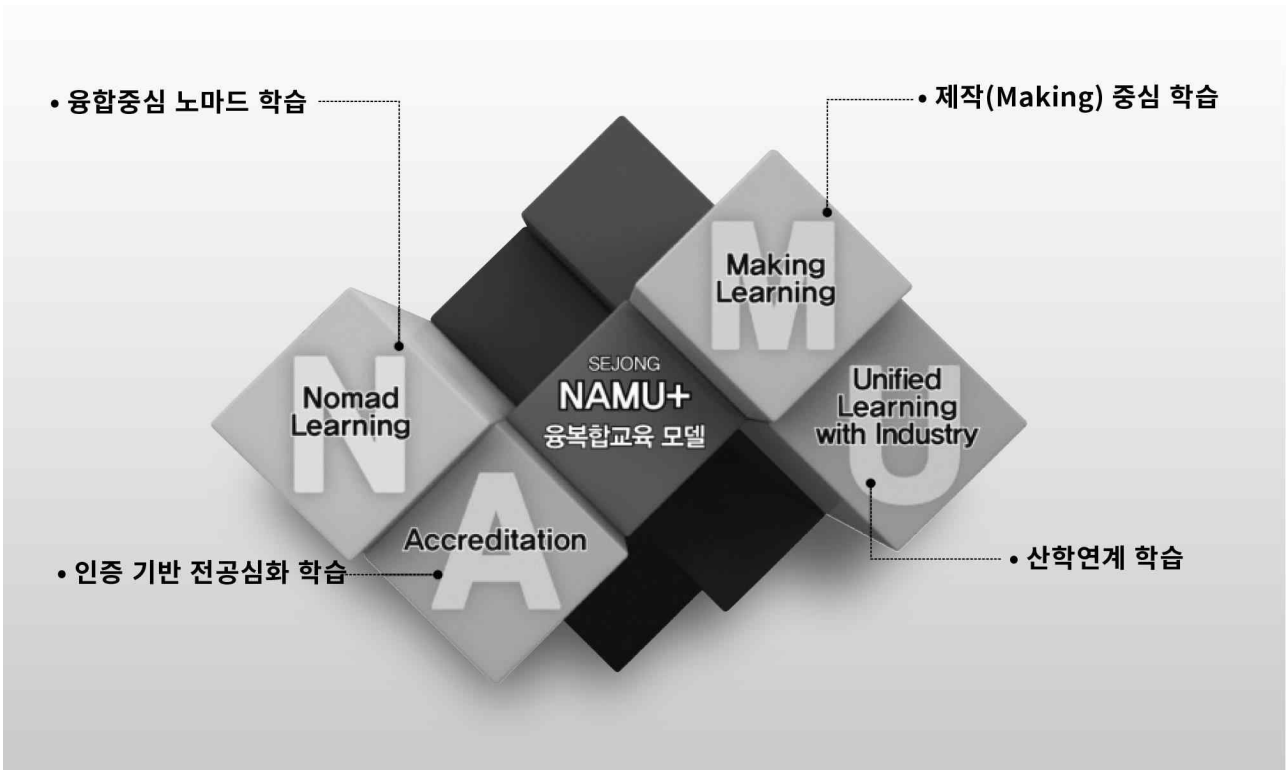 • 융합중심 노마드 학습
• 제작(Making) 중심 학습
N
Nomad
Learning
A
Accreditation
SEJONG
NAMU+
융복합교육 모델
M
Making
Learning
U
Unified
Learning
with Industry
• 인증 기반 전공심화 학습
• 산학연계 학습